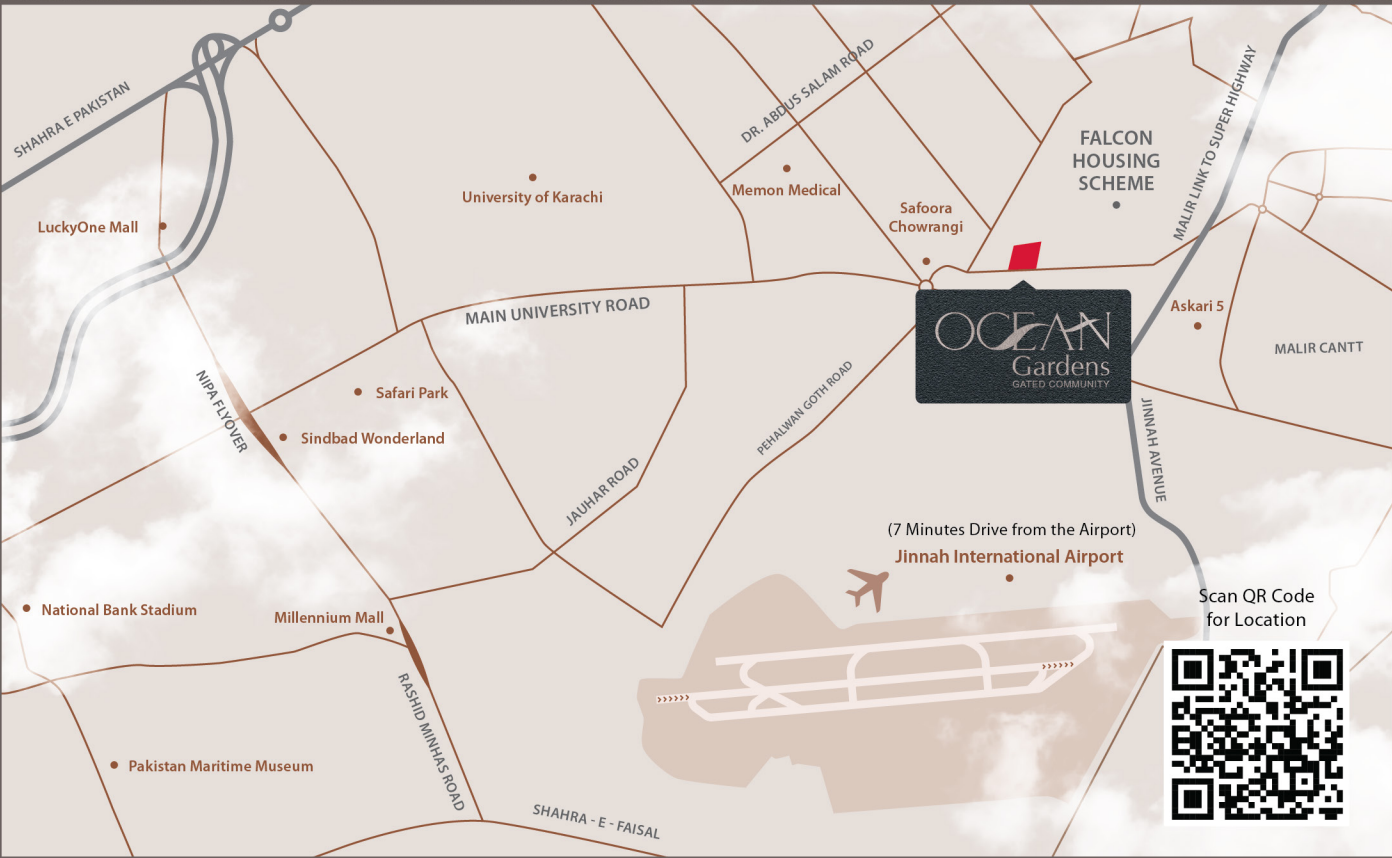 SHAHRA E PAKISTAN
DR. ABDUS SALAM ROAD
MALIR LINK TO SUPER HIGHWAY
FALCON
HOUSING
SCHEME
University of Karachi
Memon Medical
Safoora
Chowrangi
LuckyOne Mall
MAIN UNIVERSITY ROAD
OCEAN
Gardens
GATED COMMUNITY
Askari 5
MALIR CANTT
NIPA FLYOVER
Safari Park
Sindbad Wonderland
PEHALWAN GOTH ROAD
JINNAH AVENUE
JAUHAR ROAD
(7 Minutes Drive from the Airport)
Jinnah International Airport
Scan QR Code
for Location
National Bank Stadium
Millennium Mall
RASHID MINHAS ROAD
Pakistan Maritime Museum
SHAHRA - E - FAISAL